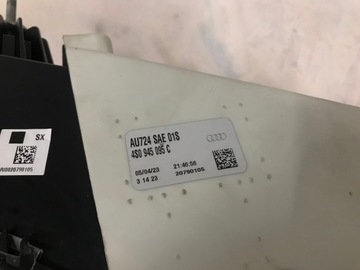 SX
AU724 SAE 01S
4S0 945 095 C
05/04/23 21:46:56
3 14 23 20790105